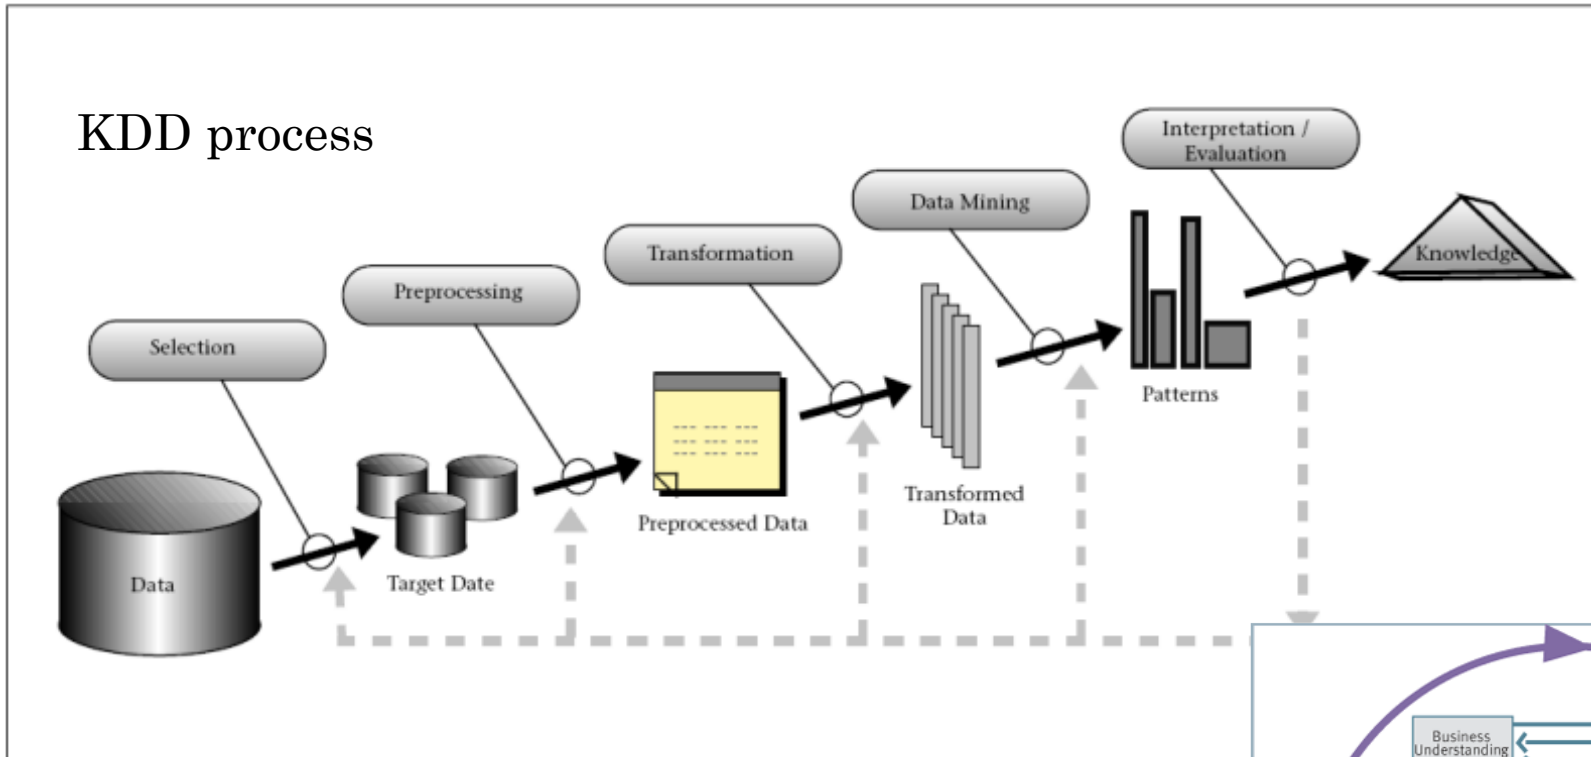 KDD process
Interpretation /
Evaluation
Data Mining
Transformation
Preprocessing
Selection
Knowledge
Patterns
Transformed
Data
Preprocessed Data
Target Date
Data
Business
Understanding